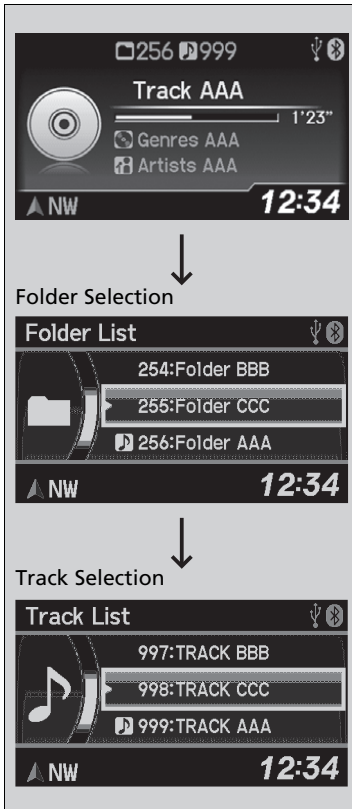 256 999
Track AAA
1'23"
Genres AAA
Artists AAA
NW 12:34
Folder Selection
Folder List
254:Folder BBB
255:Folder CCC
256:Folder AAA
NW 12:34
Track Selection
Track List
997:TRACK BBB
998:TRACK CCC
999:TRACK AAA
NW 12:34